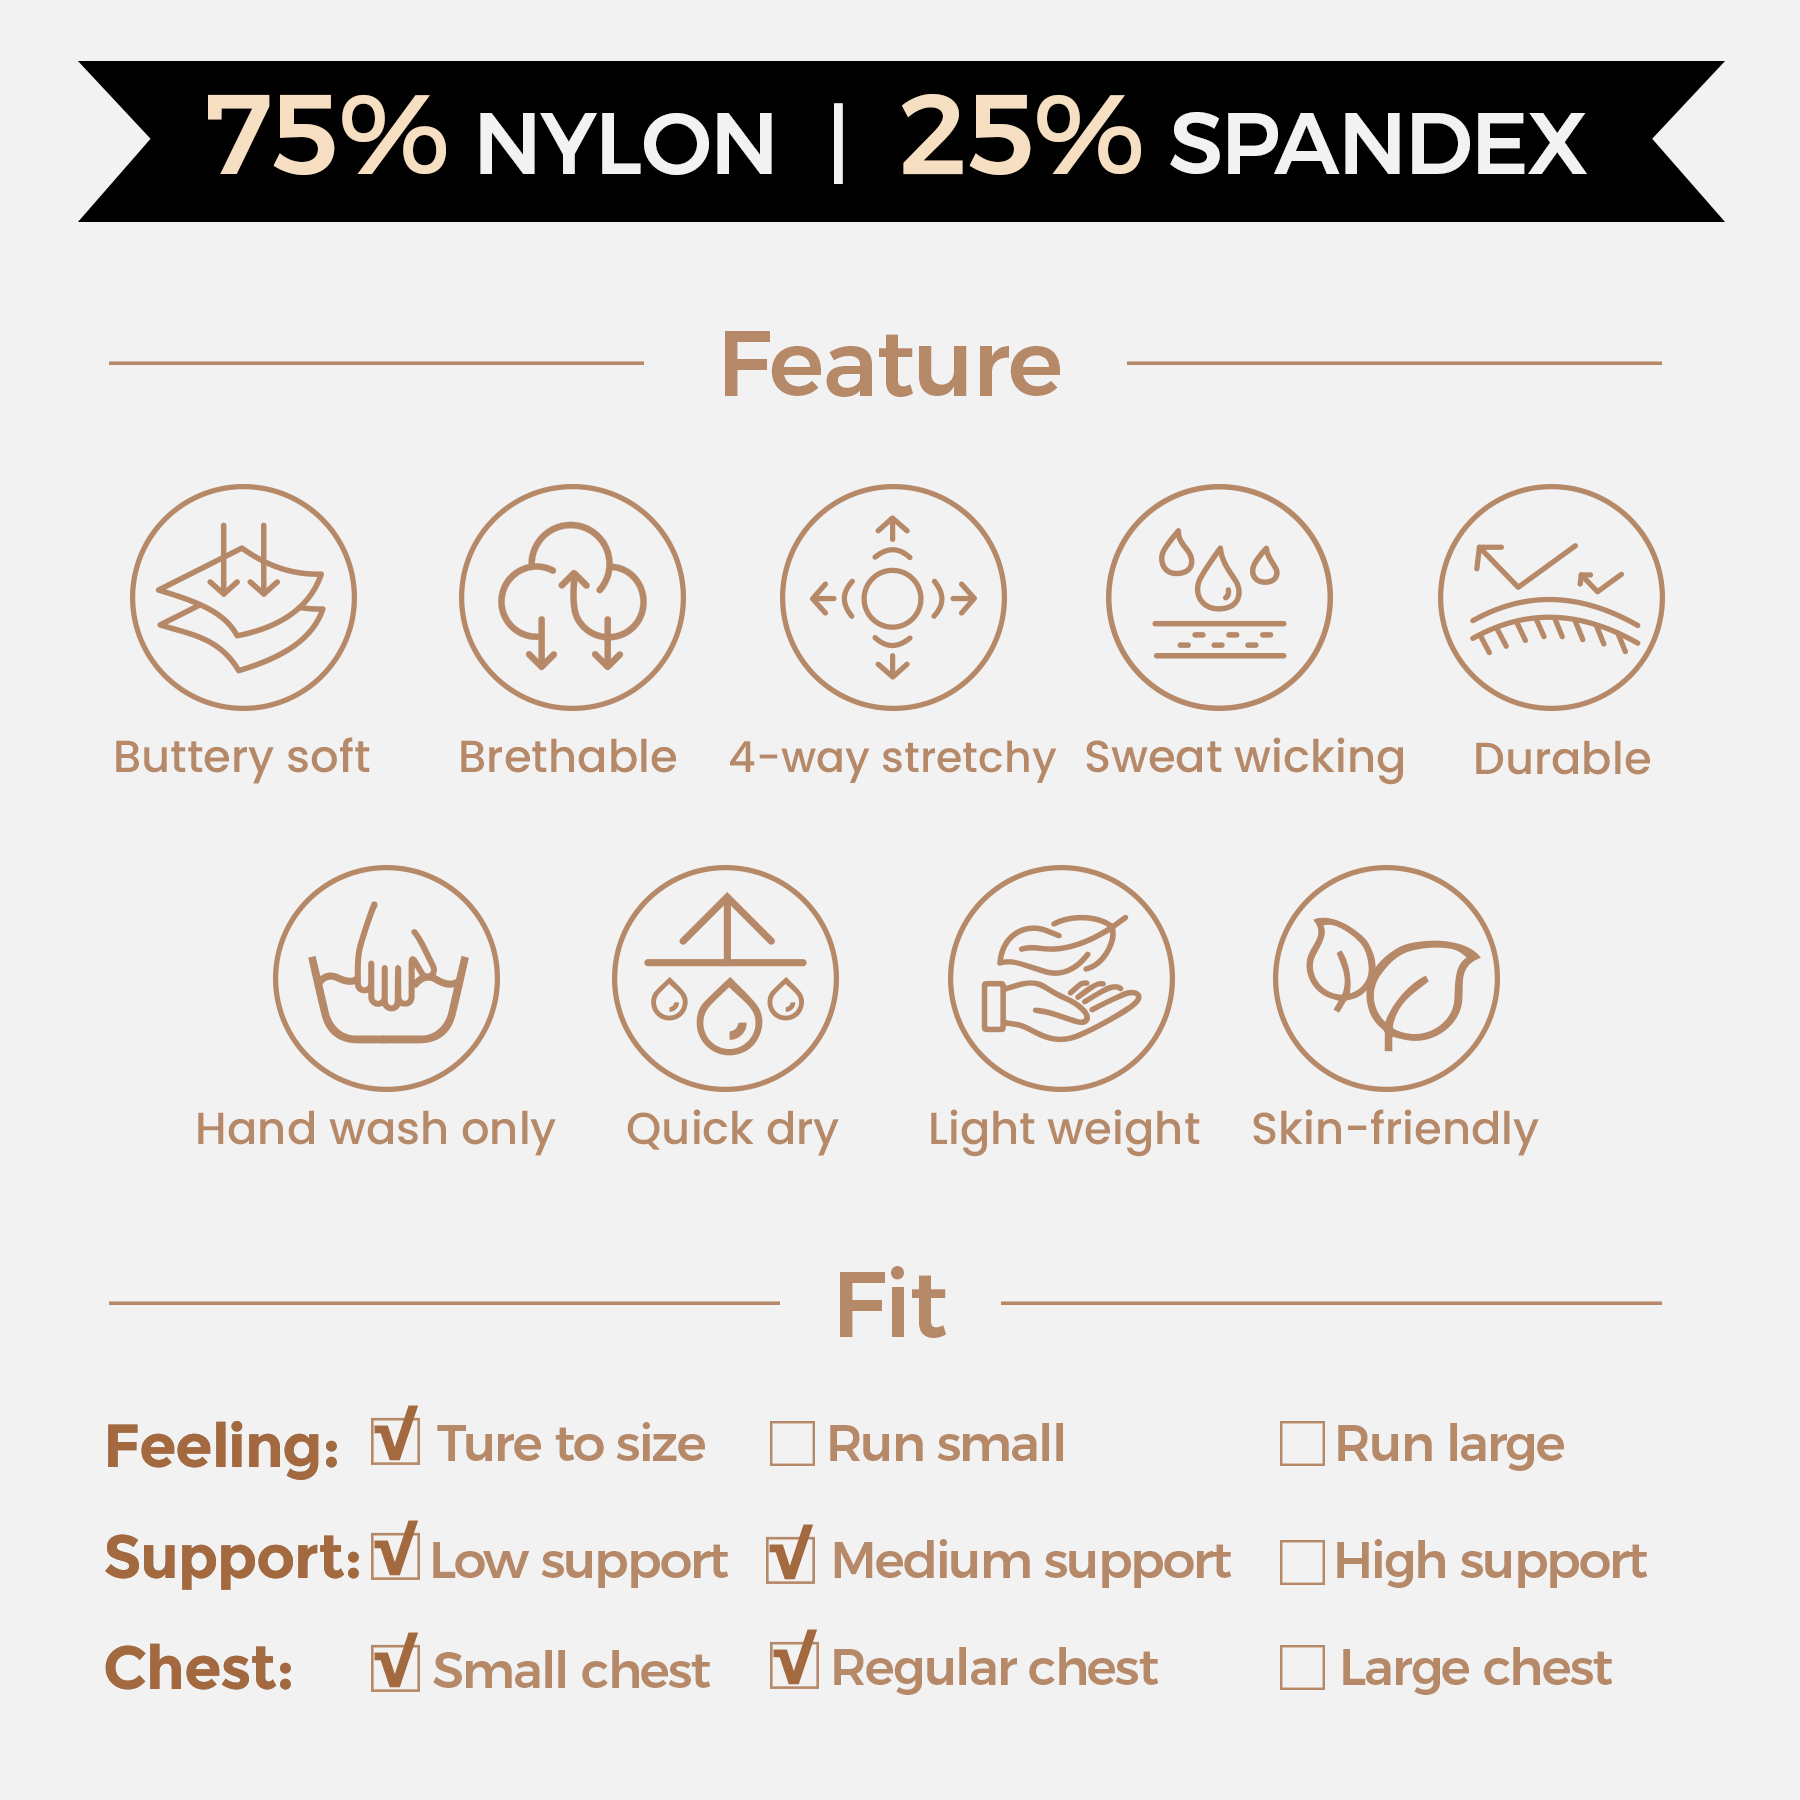 75% NYLON | 25% SPANDEX
Feature
Buttery soft Brethable 4-way stretchy Sweat wicking Durable
Hand wash only Quick dry Light weight Skin-friendly
Fit
Feeling: √ Ture to size Run small Run large
Support: √ Low support √ Medium support High support
Chest: √ Small chest √ Regular chest Large chest